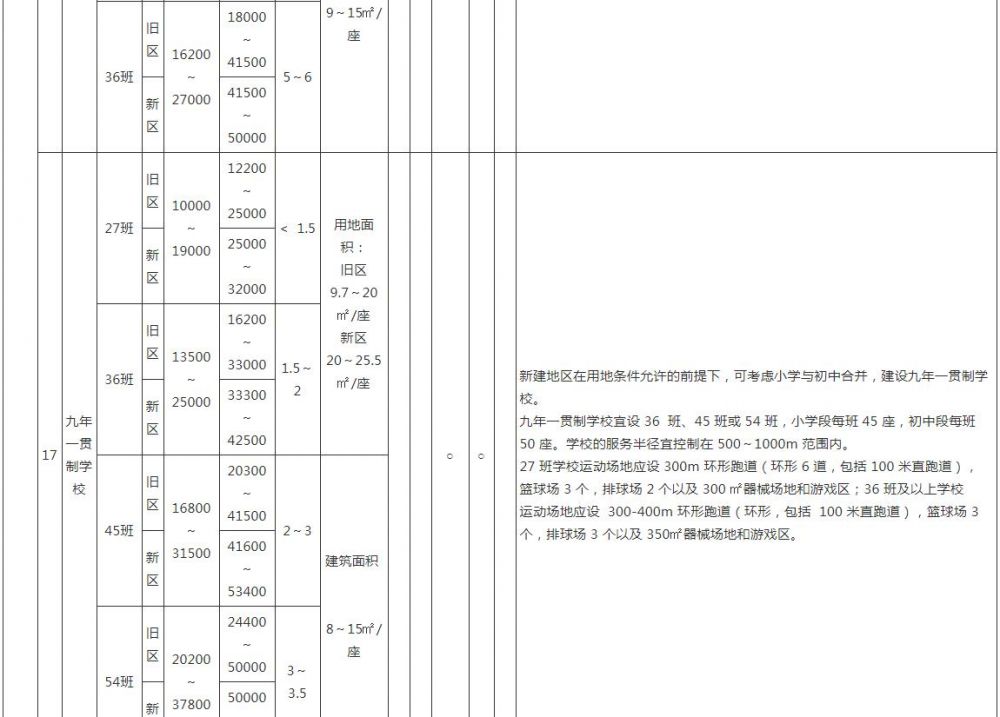 9～15㎡/
座
36班
旧
区
16200
～
27000
18000
～
41500
5～6
新
区
41500
～
50000
17
九年
一贯
制学
校
27班
旧
区
10000
～
19000
12200
～
25000
< 1.5
新
区
25000
～
32000
用地面
积：
旧区
9.7～20
㎡/座
新区
20～25.5
㎡/座
36班
旧
区
13500
～
25000
16200
～
33000
1.5～
2
新
区
33300
～
42500
45班
旧
区
16800
～
31500
20300
～
41500
2～3
新
区
41600
～
53400
建筑面积
8～15㎡/
座
54班
旧
区
20200
～
37800
24400
～
50000
3～
3.5
新
50000
○
○
新建地区在用地条件允许的前提下，可考虑小学与初中合并，建设九年一贯制学
校。
九年一贯制学校宜设 36 班、45 班或 54 班，小学段每班 45 座，初中段每班
50 座。学校的服务半径宜控制在 500～1000m 范围内。
27 班学校运动场地应设 300m 环形跑道（环形 6 道，包括 100 米直跑道），
篮球场 3 个，排球场 2 个以及 300 ㎡器械场地和游戏区；36 班及以上学校
运动场地应设 300-400m 环形跑道（环形，包括 100 米直跑道），篮球场 3
个，排球场 3 个以及 350㎡器械场地和游戏区。